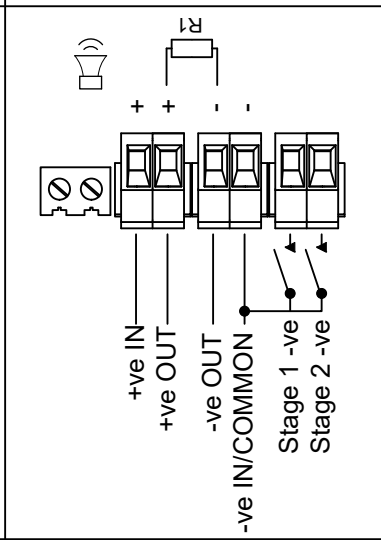 R1
+ + - -
+ve IN
+ve OUT
-ve OUT
-ve IN/COMMON
Stage 1 -ve
Stage 2 -ve